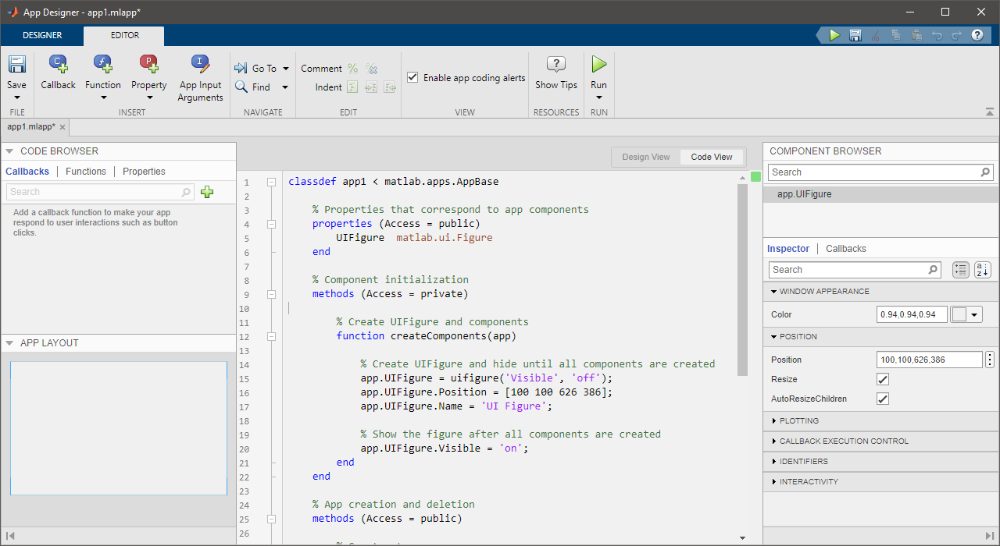 App Designer - app1.mlapp*
DESIGNER EDITOR
Save Callback Function Property App Input Arguments
Go To
Find
Comment %
Indent
Enable app coding alerts
Show Tips
Run
FILE INSERT NAVIGATE EDIT VIEW RESOURCES RUN
app1.mlapp* ×
CODE BROWSER
Callbacks | Functions | Properties
Search
Add a callback function to make your app
respond to user interactions such as button
clicks.
APP LAYOUT
Design View Code View
1 classdef app1 < matlab.apps.AppBase
2
3 % Properties that correspond to app components
4 properties (Access = public)
5 UIFigure matlab.ui.Figure
6 end
7
8 % Component initialization
9 methods (Access = private)
10
11 % Create UIFigure and components
12 function createComponents(app)
13
14 % Create UIFigure and hide until all components are created
15 app.UIFigure = uifigure('Visible', 'off');
16 app.UIFigure.Position = [100 100 626 386];
17 app.UIFigure.Name = 'UI Figure';
18
19 % Show the figure after all components are created
20 app.UIFigure.Visible = 'on';
21 end
22 end
23
24 % App creation and deletion
25 methods (Access = public)
26
COMPONENT BROWSER
Search
app.UIFigure
Inspector | Callbacks
Search
WINDOW APPEARANCE
Color 0.94,0.94,0.94
POSITION
Position 100,100,626,386
Resize
AutoResizeChildren
PLOTTING
CALLBACK EXECUTION CONTROL
IDENTIFIERS
INTERACTIVITY